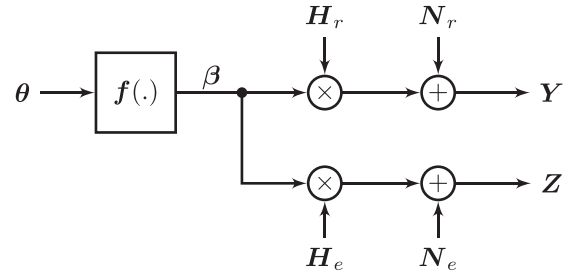 H_r N_r
θ f(.) β × + Y
× + Z
H_e N_e